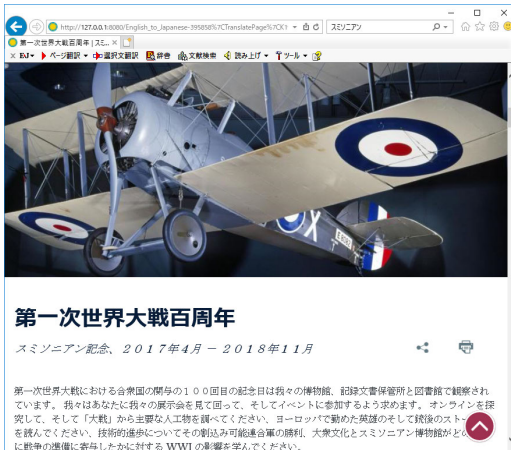 http://127.0.0.1:8080/English_to_Japanese-395858%7CTranslatePage%7CK1
スミソニアン
第一次世界大戦百周年 | スミ...
× EtJ ▾ ページ翻訳 ▾ 選択文翻訳 辞書 文献検索 読み上げ ▾ ツール ▾
X
第一次世界大戦百周年
スミソニアン記念、2017年4月 － 2018年11月
第一次世界大戦における合衆国の関与の１００回目の記念日は我々の博物館、記録文書保管所と図書館で観察され
ています。 我々はあなたに我々の展示会を見て回って、そしてイベントに参加するよう求めます。 オンラインを探
究して、そして「大戦」から主要な人工物を調べてください、ヨーロッパで勤めた英雄のそして銃後のストー
を読んでください、技術的進歩についてその割込み可能連合軍の勝利、大衆文化とスミソニアン博物館がどの
に戦争の準備に寄与したかに対する WWI の影響を学んでください。